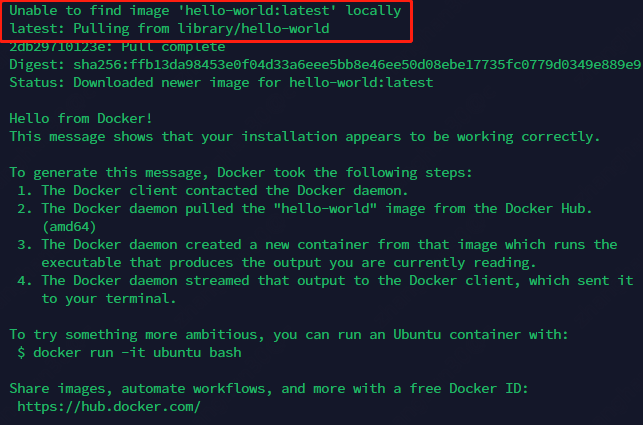 Unable to find image 'hello-world:latest' locally
latest: Pulling from library/hello-world
2db29710123e: Pull complete
Digest: sha256:ffb13da98453e0f04d33a6eee5bb8e46ee50d08ebe17735fc0779d0349e889e9
Status: Downloaded newer image for hello-world:latest
Hello from Docker!
This message shows that your installation appears to be working correctly.
To generate this message, Docker took the following steps:
1. The Docker client contacted the Docker daemon.
2. The Docker daemon pulled the "hello-world" image from the Docker Hub.
(amd64)
3. The Docker daemon created a new container from that image which runs the
executable that produces the output you are currently reading.
4. The Docker daemon streamed that output to the Docker client, which sent it
to your terminal.
To try something more ambitious, you can run an Ubuntu container with:
$ docker run -it ubuntu bash
Share images, automate workflows, and more with a free Docker ID:
https://hub.docker.com/